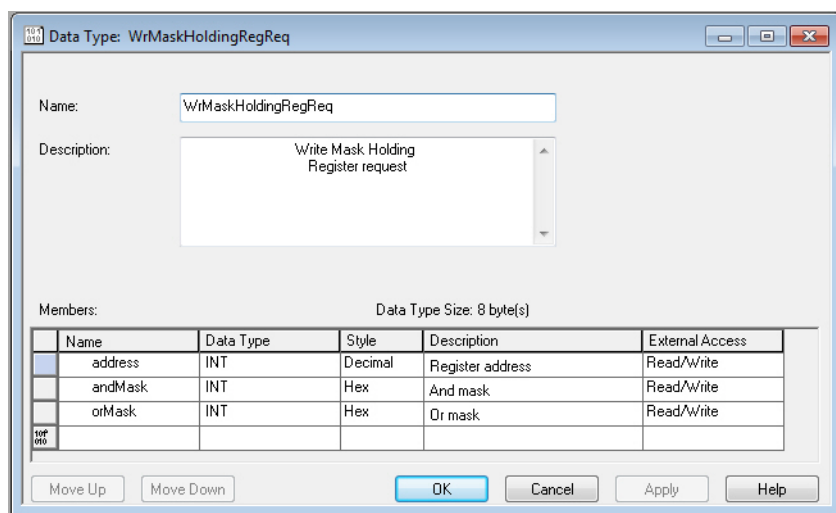 Data Type: WrMaskHoldingRegReq
Name: WrMaskHoldingRegReq
Description: Write Mask Holding
Register request
Members: Data Type Size: 8 byte(s)
Name Data Type Style Description External Access
address INT Decimal Register address Read/Write
andMask INT Hex And mask Read/Write
orMask INT Hex Or mask Read/Write
Move Up Move Down OK Cancel Apply Help